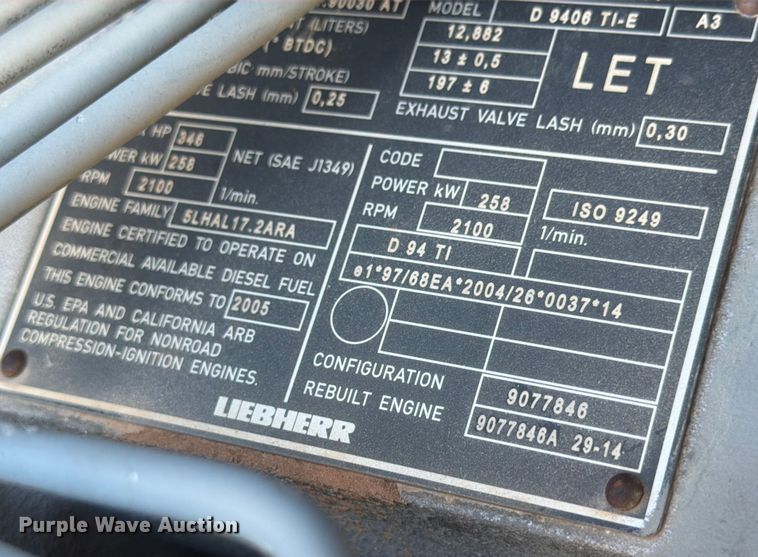 .90030 AT MODEL D 9406 TI-E A3
(LITERS) 12,882
(° BTDC) 13 ± 0,5
mm/STROKE) 197 ± 6
LET
LASH (mm) 0,25 EXHAUST VALVE LASH (mm) 0,30
HP 346
kW 258 NET (SAE J1349)
RPM 2100 1/min.
ENGINE FAMILY 5LHAL17.2ARA
ENGINE CERTIFIED TO OPERATE ON
COMMERCIAL AVAILABLE DIESEL FUEL
THIS ENGINE CONFORMS TO 2005
U.S. EPA AND CALIFORNIA ARB
REGULATION FOR NONROAD
COMPRESSION-IGNITION ENGINES.
CODE
POWER kW 258 ISO 9249
RPM 2100 1/min.
D 94 TI
e1*97/68EA*2004/26*0037*14
CONFIGURATION 9077846
REBUILT ENGINE 9077846A 29-14
LIEBHERR
Purple Wave Auction